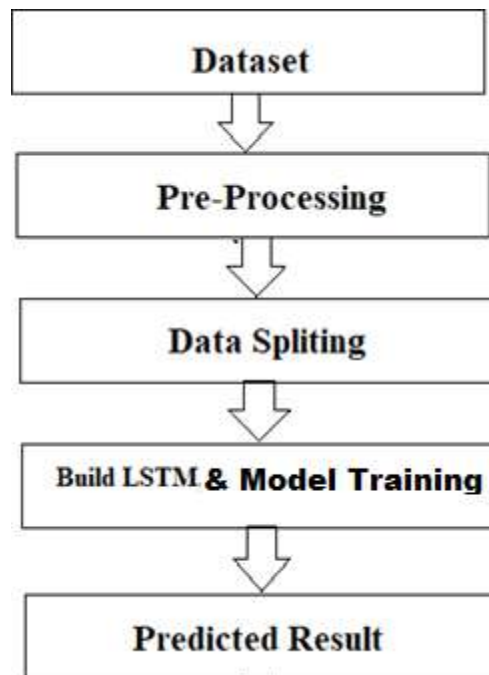 Dataset
Pre-Processing
Data Spliting
Build LSTM & Model Training
Predicted Result